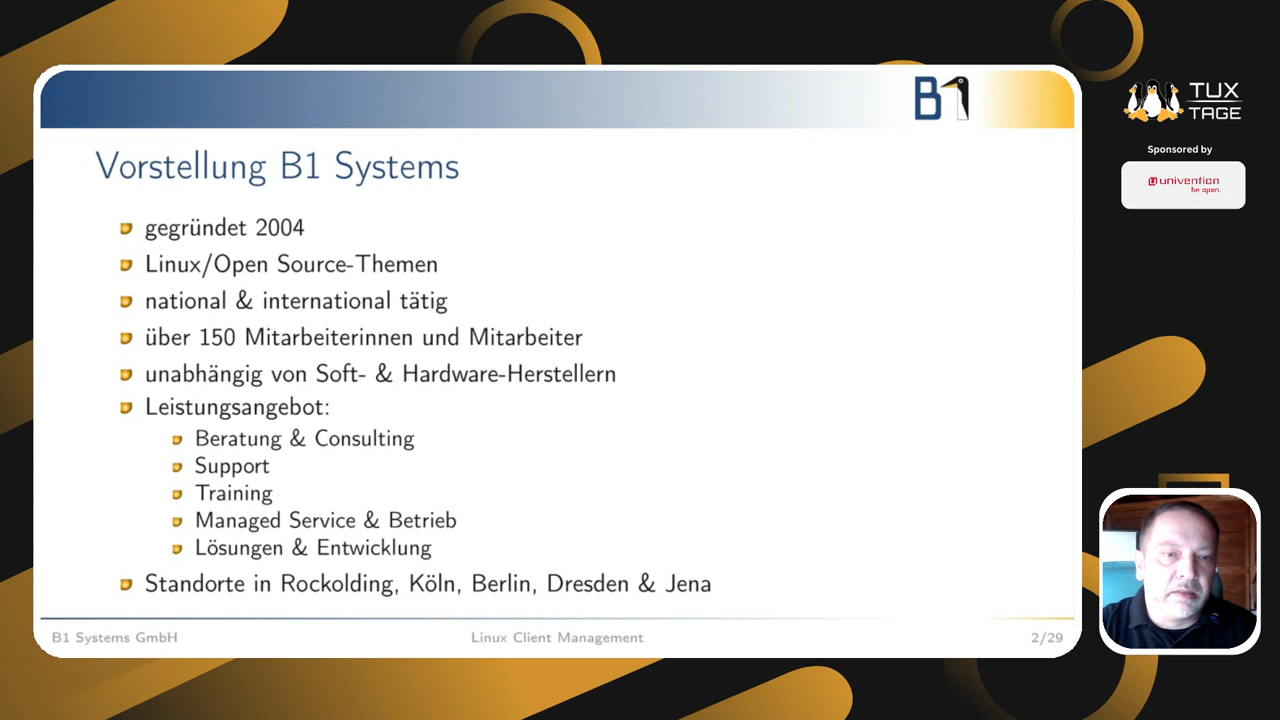 B1
TUX
TAGE
Sponsored by
univention
be open.
Vorstellung B1 Systems
gegründet 2004
Linux/Open Source-Themen
national & international tätig
über 150 Mitarbeiterinnen und Mitarbeiter
unabhängig von Soft- & Hardware-Herstellern
Leistungsangebot:
Beratung & Consulting
Support
Training
Managed Service & Betrieb
Lösungen & Entwicklung
Standorte in Rockolding, Köln, Berlin, Dresden & Jena
B1 Systems GmbH
Linux Client Management
2/29